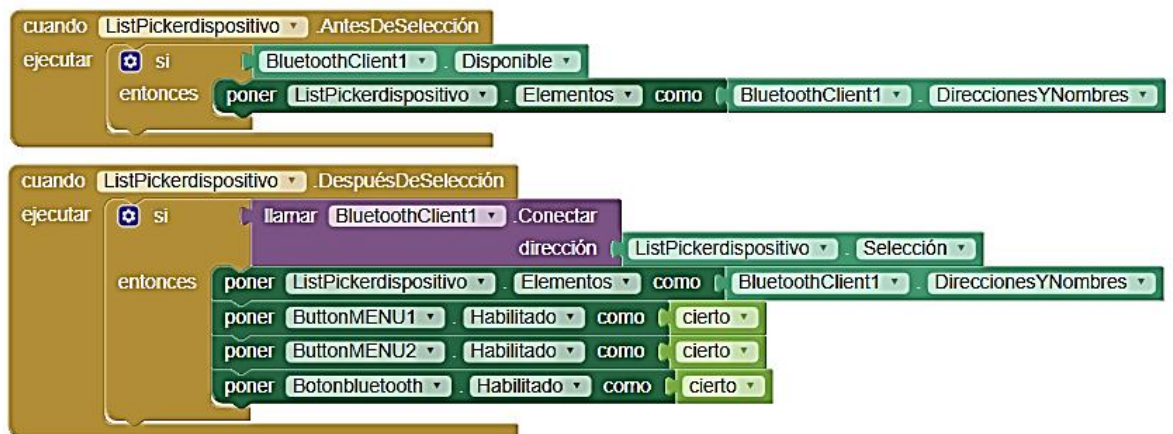 cuando ListPickerdispositivo .AntesDeSelección
ejecutar si BluetoothClient1 . Disponible
entonces poner ListPickerdispositivo . Elementos como BluetoothClient1 . DireccionesYNombres
cuando ListPickerdispositivo .DespuésDeSelección
ejecutar si llamar BluetoothClient1 .Conectar
dirección ListPickerdispositivo . Selección
entonces poner ListPickerdispositivo . Elementos como BluetoothClient1 . DireccionesYNombres
poner ButtonMENU1 . Habilitado como cierto
poner ButtonMENU2 . Habilitado como cierto
poner Botonbluetooth . Habilitado como cierto